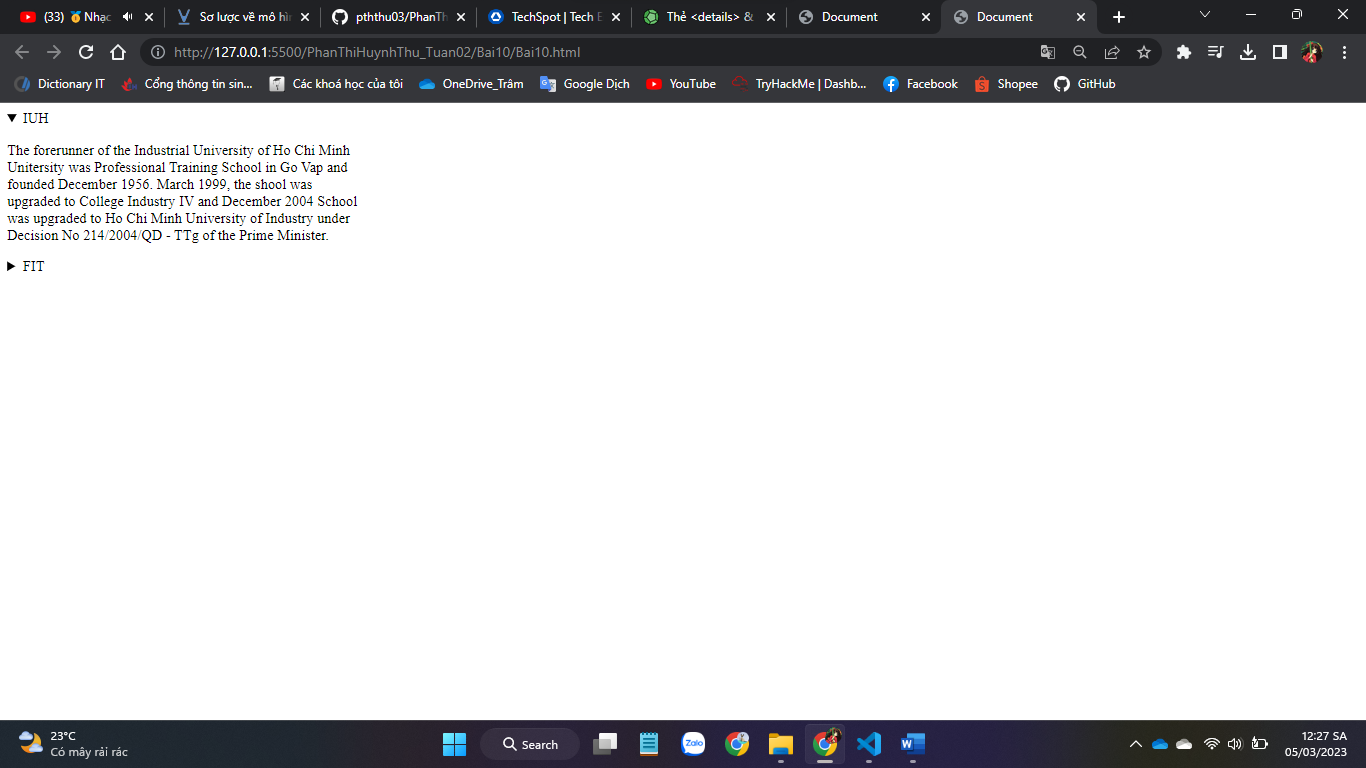 (33) 🥇Nhạc
Sơ lược về mô hìn
pththu03/PhanTh
TechSpot | Tech E
Thẻ <details> &
Document
Document
http://127.0.0.1:5500/PhanThiHuynhThu_Tuan02/Bai10/Bai10.html
Dictionary IT
Cổng thông tin sin...
Các khoá học của tôi
OneDrive_Trâm
Google Dịch
YouTube
TryHackMe | Dashb...
Facebook
Shopee
GitHub
▼ IUH
The forerunner of the Industrial University of Ho Chi Minh
Unitersity was Professional Training School in Go Vap and
founded December 1956. March 1999, the shool was
upgraded to College Industry IV and December 2004 School
was upgraded to Ho Chi Minh University of Industry under
Decision No 214/2004/QD - TTg of the Prime Minister.
▶ FIT
23°C
Có mây rải rác
Search
Zalo
12:27 SA
05/03/2023